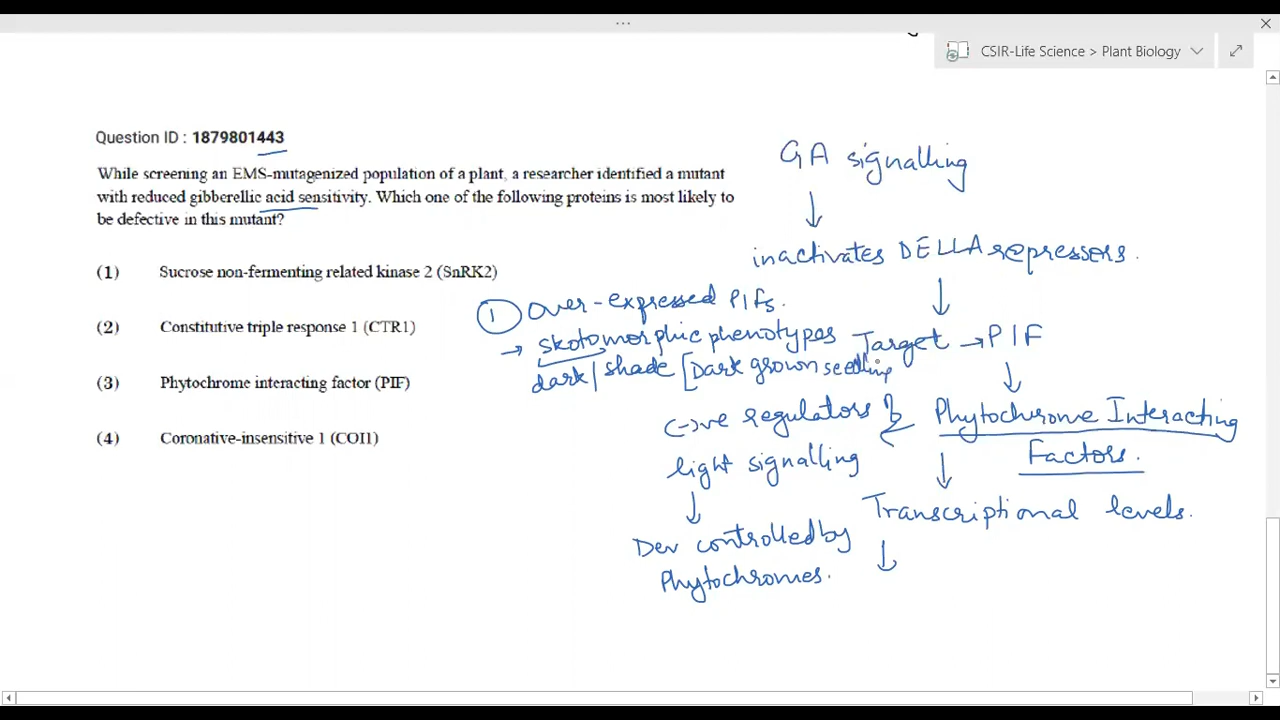 CSIR-Life Science > Plant Biology
Question ID : 1879801443
While screening an EMS-mutagenized population of a plant, a researcher identified a mutant
with reduced gibberellic acid sensitivity. Which one of the following proteins is most likely to
be defective in this mutant?
(1) Sucrose non-fermenting related kinase 2 (SnRK2)
(2) Constitutive triple response 1 (CTR1)
(3) Phytochrome interacting factor (PIF)
(4) Coronative-insensitive 1 (COI1)
GA signalling
↓
inactivates DELLA repressors.
↓
Target → PIF
↓
Phytochrome Interacting
Factors.
↓
Transcriptional levels.
↓
① Over-expressed PIFs.
→ skotomorphic phenotypes
dark/shade [Dark grown seedling
(-)ve regulators of
light signalling
↓
Dev controlled by
Phytochromes.